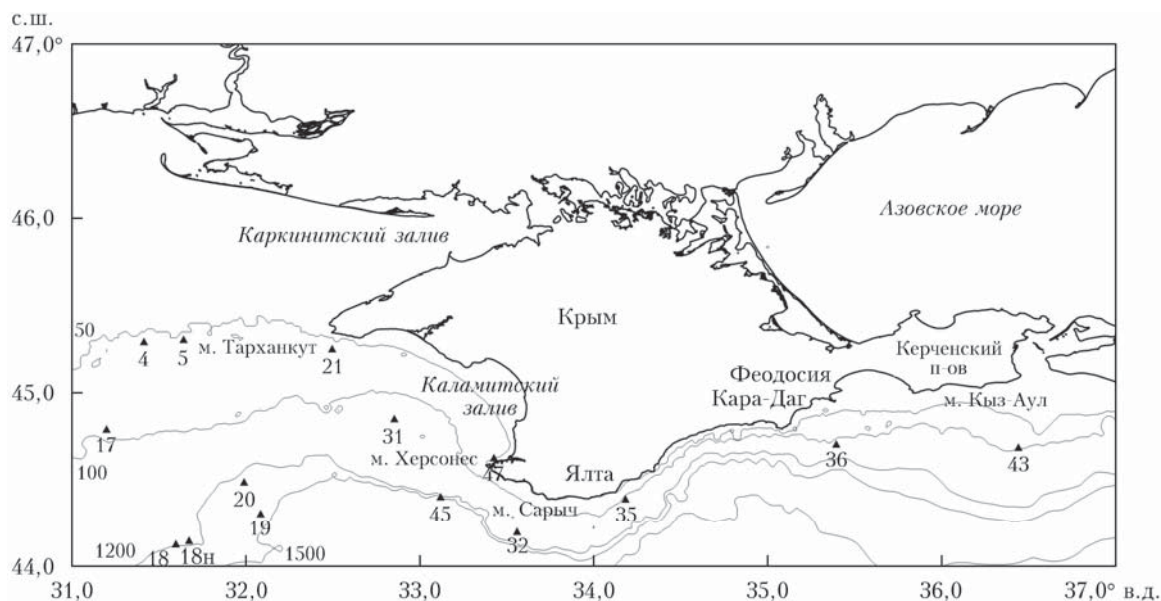 с.ш.
47,0°
46,0
Азовское море
Каркинитский залив
Крым
50
4
5
м. Тарханкут
21
Керченский
п-ов
Феодосия
Каламитский
залив
Кара-Даг
45,0
м. Кыз-Аул
17
31
36
43
100
м. Херсонес
47
Ялта
20
19
45
м. Сарыч
35
32
1200
18
18н
1500
44,0
31,0
32,0
33,0
34,0
35,0
36,0
37,0° в.д.